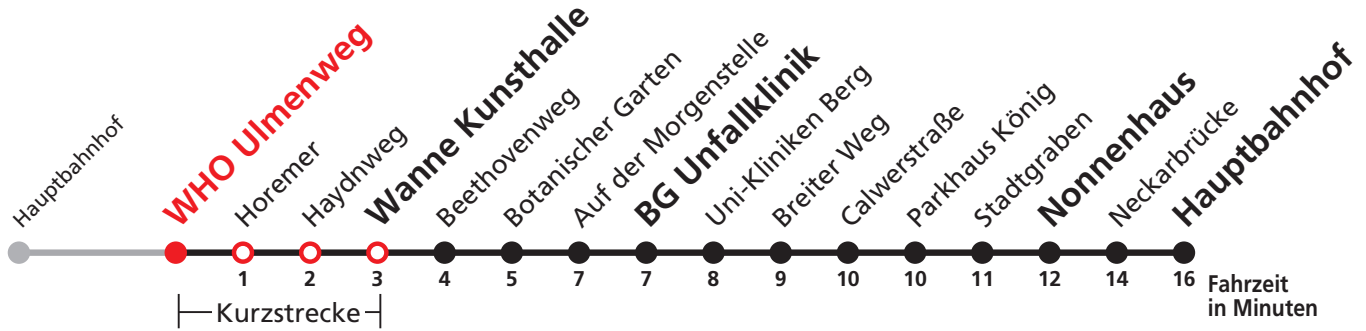 Hauptbahnhof
WHO Ulmenweg
Horemer
Haydnweg
Wanne Kunsthalle
Beethovenweg
Botanischer Garten
Auf der Morgenstelle
BG Unfallklinik
Uni-Kliniken Berg
Breiter Weg
Calwerstraße
Parkhaus König
Stadtgraben
Nonnenhaus
Neckarbrücke
Hauptbahnhof
1 2 3 4 5 7 7 8 9 10 10 11 12 14 16
Fahrzeit
in Minuten
Kurzstrecke